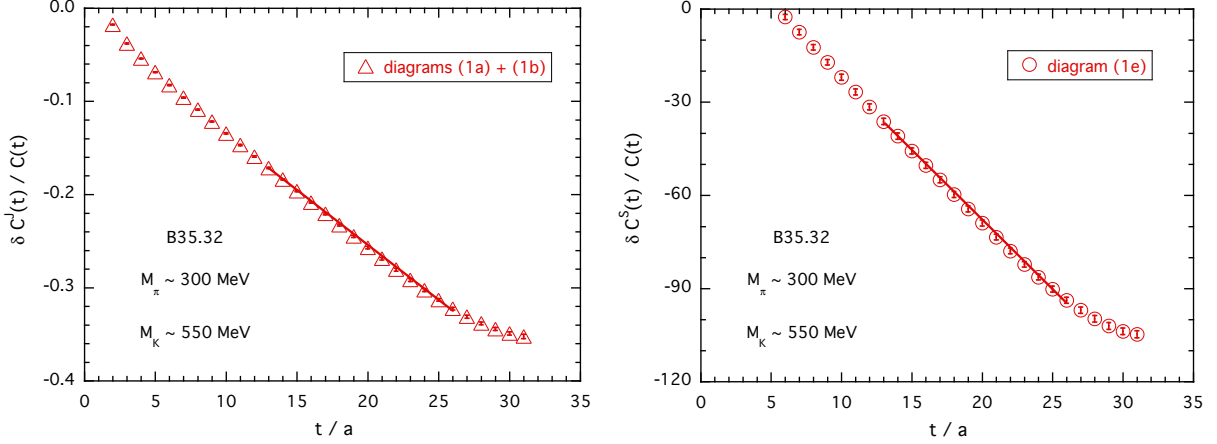 diagrams (1a) + (1b)
δ C^J(t) / C(t)
0.0
-0.1
-0.2
-0.3
-0.4
B35.32
M_π ~ 300 MeV
M_K ~ 550 MeV
0 5 10 15 20 25 30 35
t / a
diagram (1e)
δ C^S(t) / C(t)
0
-30
-60
-90
-120
B35.32
M_π ~ 300 MeV
M_K ~ 550 MeV
0 5 10 15 20 25 30 35
t / a